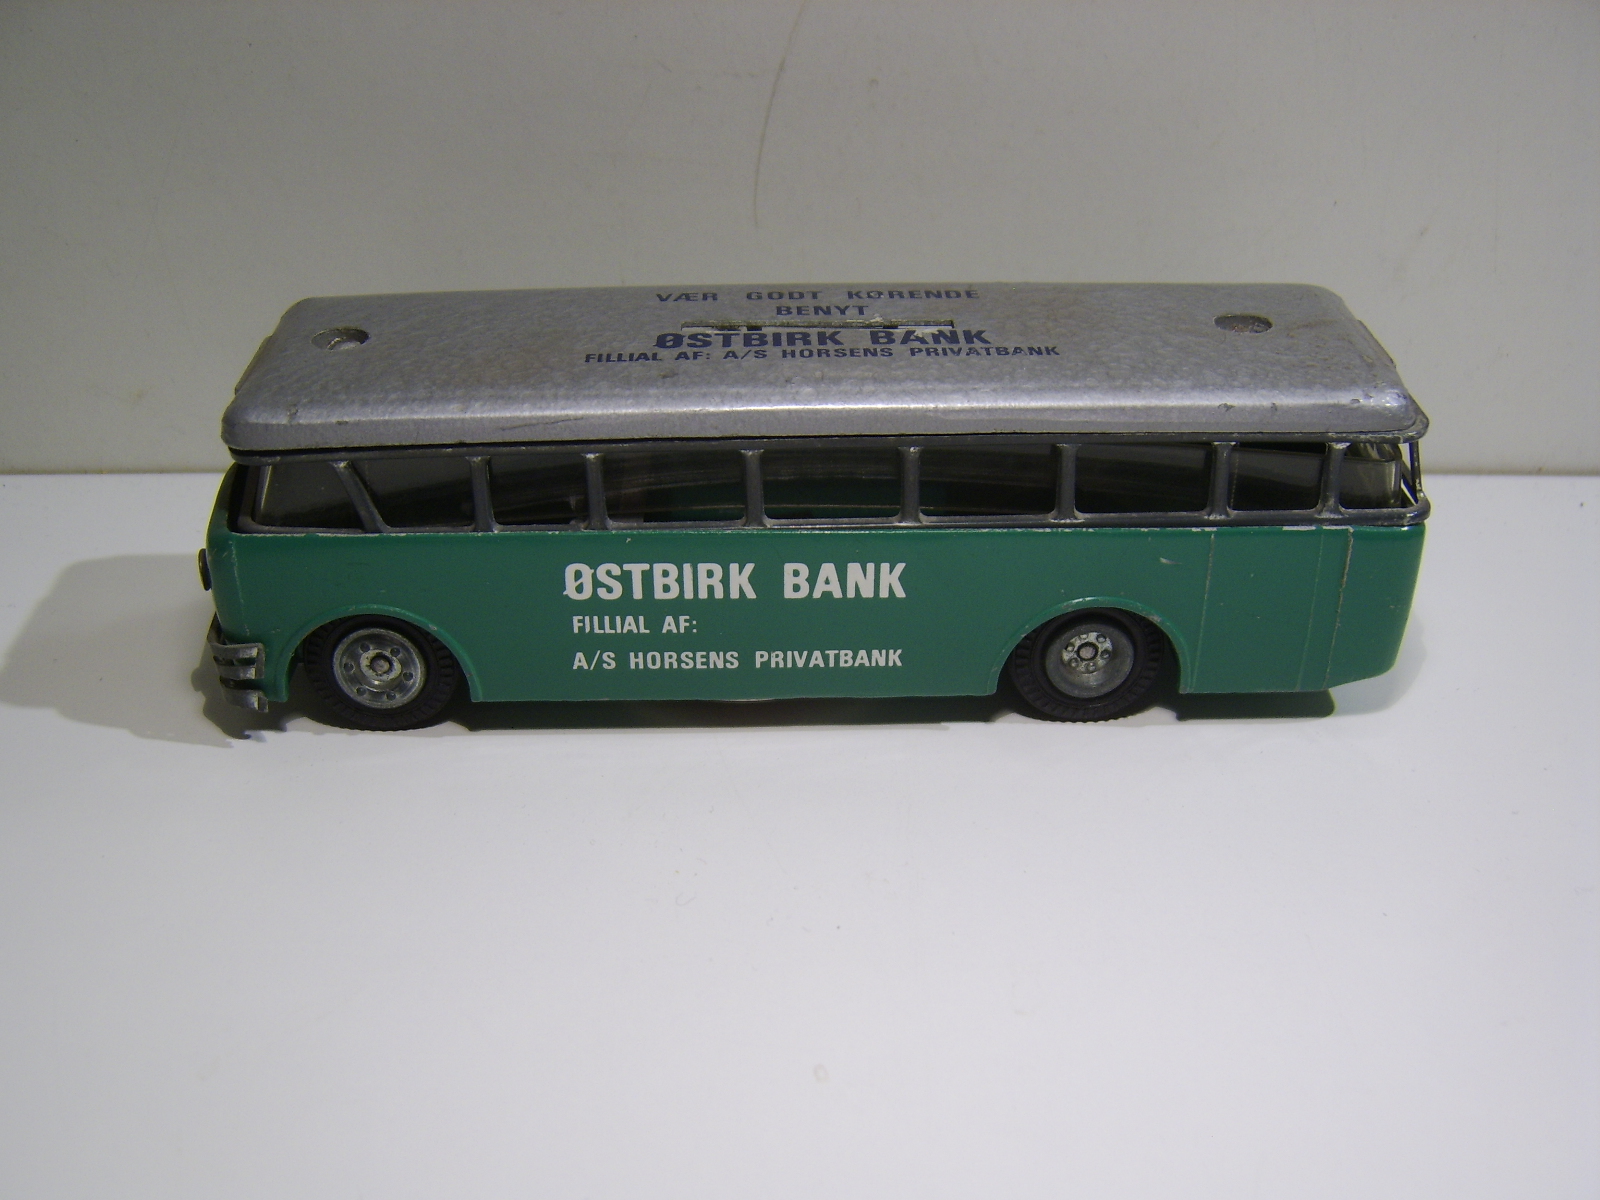 VÆR GODT KØRENDE
BENYT
ØSTBIRK BANK
FILLIAL AF: A/S HORSENS PRIVATBANK
ØSTBIRK BANK
FILLIAL AF:
A/S HORSENS PRIVATBANK